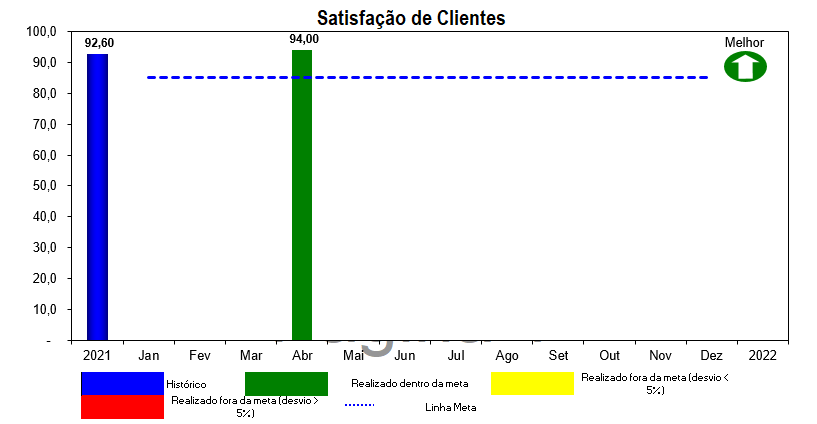 Satisfação de Clientes
100,0
90,0
80,0
70,0
60,0
50,0
40,0
30,0
20,0
10,0
-
92,60
94,00
Melhor
2021 Jan Fev Mar Abr Mai Jun Jul Ago Set Out Nov Dez 2022
Histórico
Realizado dentro da meta
Realizado fora da meta (desvio <
5%)
Realizado fora da meta (desvio >
5%)
Linha Meta